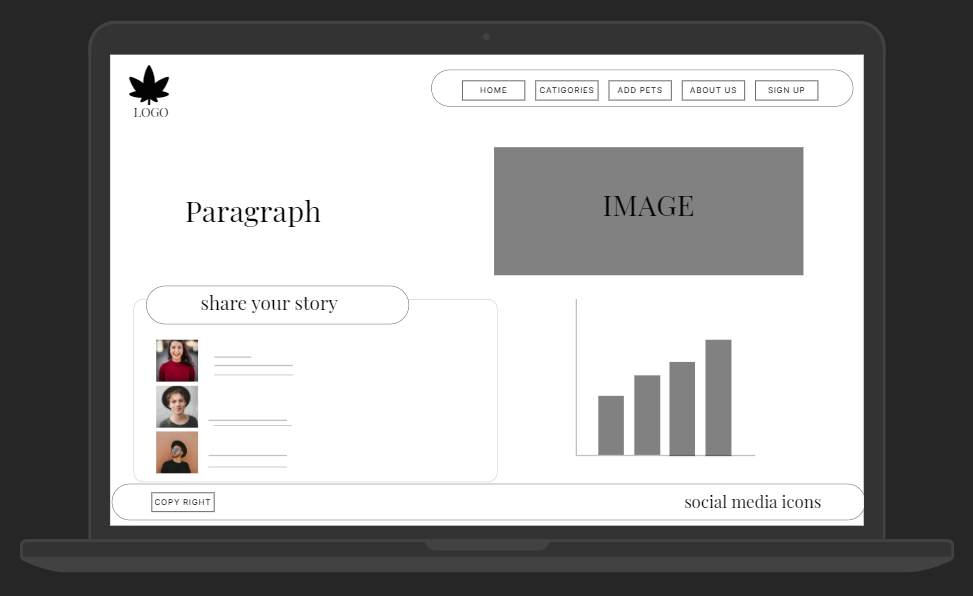 LOGO
HOME
CATIGORIES
ADD PETS
ABOUT US
SIGN UP
Paragraph
IMAGE
share your story
COPY RIGHT
social media icons